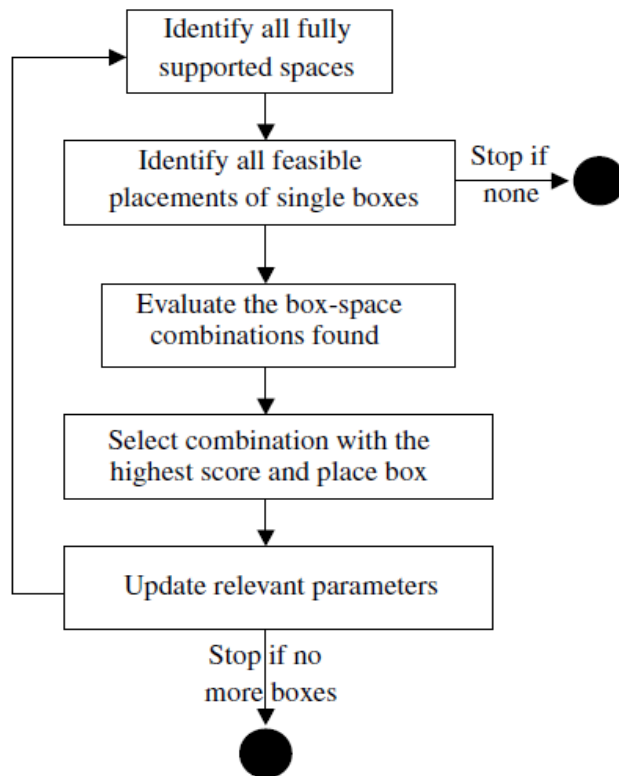 Identify all fully
supported spaces
Identify all feasible
placements of single boxes
Stop if
none
Evaluate the box-space
combinations found
Select combination with the
highest score and place box
Update relevant parameters
Stop if no
more boxes